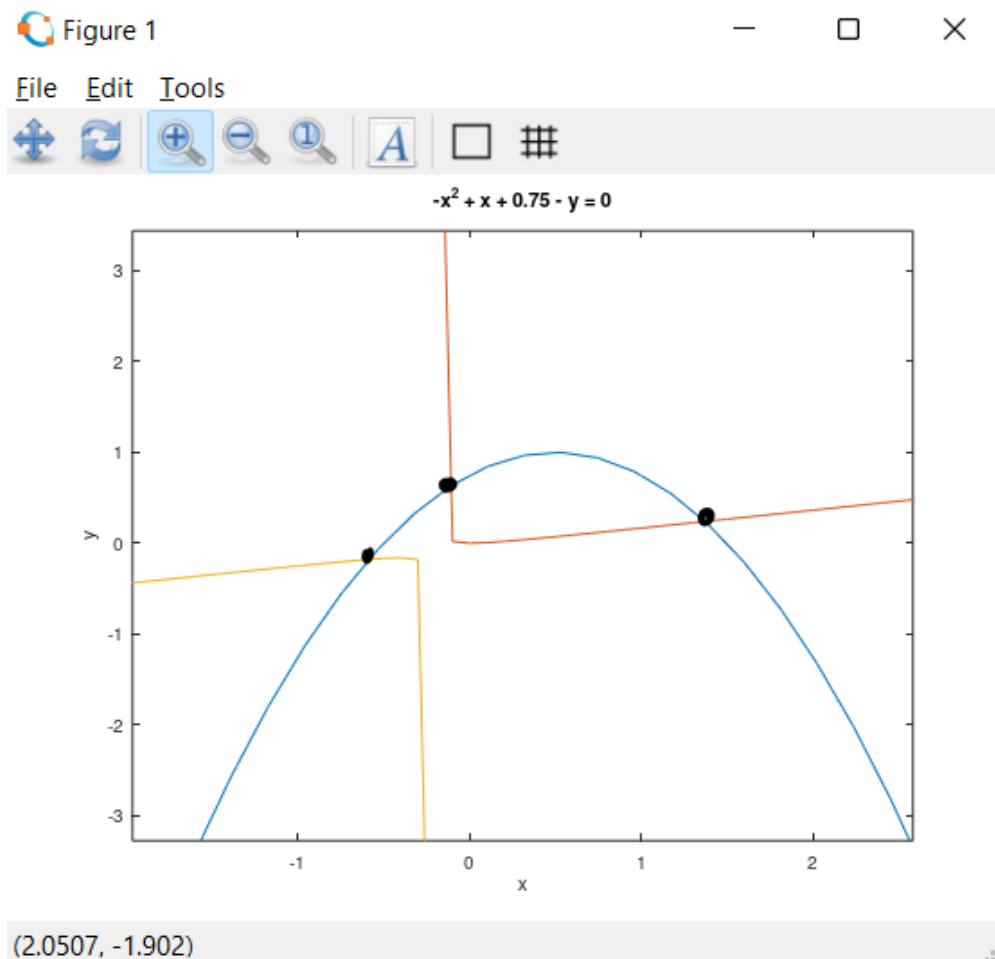 Figure 1
File Edit Tools
1 A
-x² + x + 0.75 - y = 0
3
2
1
0
-1
-2
-3
y
-1 0 1 2
x
(2.0507, -1.902)